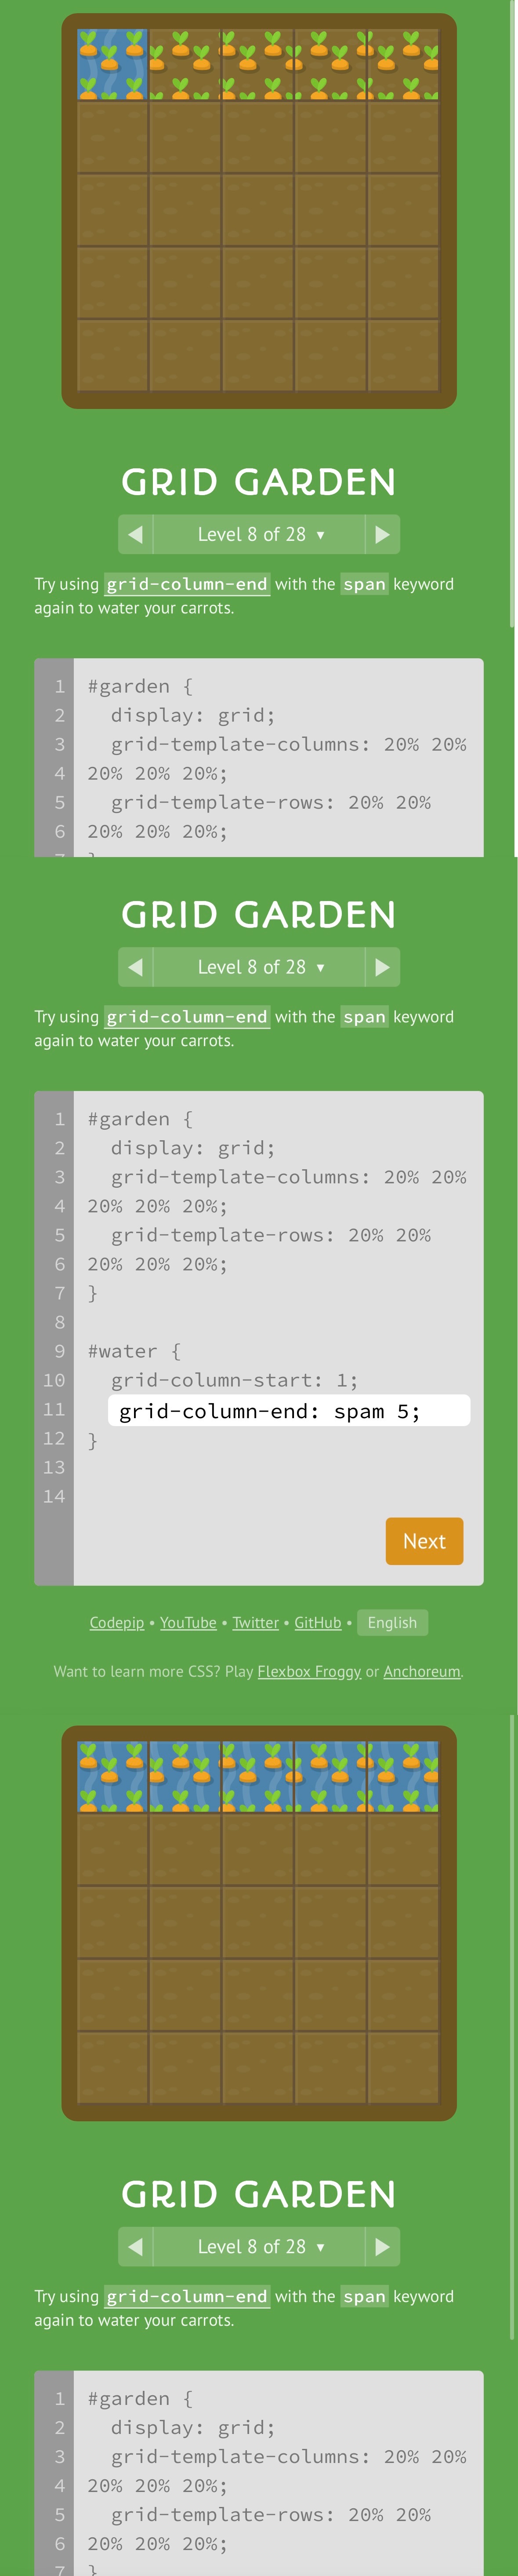 GRID GARDEN
Level 8 of 28 ▼
Try using grid-column-end with the span keyword
again to water your carrots.
1 #garden {
2 display: grid;
3 grid-template-columns: 20% 20%
4 20% 20% 20%;
5 grid-template-rows: 20% 20%
6 20% 20% 20%;
7 }
GRID GARDEN
Level 8 of 28 ▼
Try using grid-column-end with the span keyword
again to water your carrots.
1 #garden {
2 display: grid;
3 grid-template-columns: 20% 20%
4 20% 20% 20%;
5 grid-template-rows: 20% 20%
6 20% 20% 20%;
7 }
8
9 #water {
10 grid-column-start: 1;
11 grid-column-end: spam 5;
12 }
13
14
Next
Codepip • YouTube • Twitter • GitHub • English
Want to learn more CSS? Play Flexbox Froggy or Anchoreum.
GRID GARDEN
Level 8 of 28 ▼
Try using grid-column-end with the span keyword
again to water your carrots.
1 #garden {
2 display: grid;
3 grid-template-columns: 20% 20%
4 20% 20% 20%;
5 grid-template-rows: 20% 20%
6 20% 20% 20%;
7 }